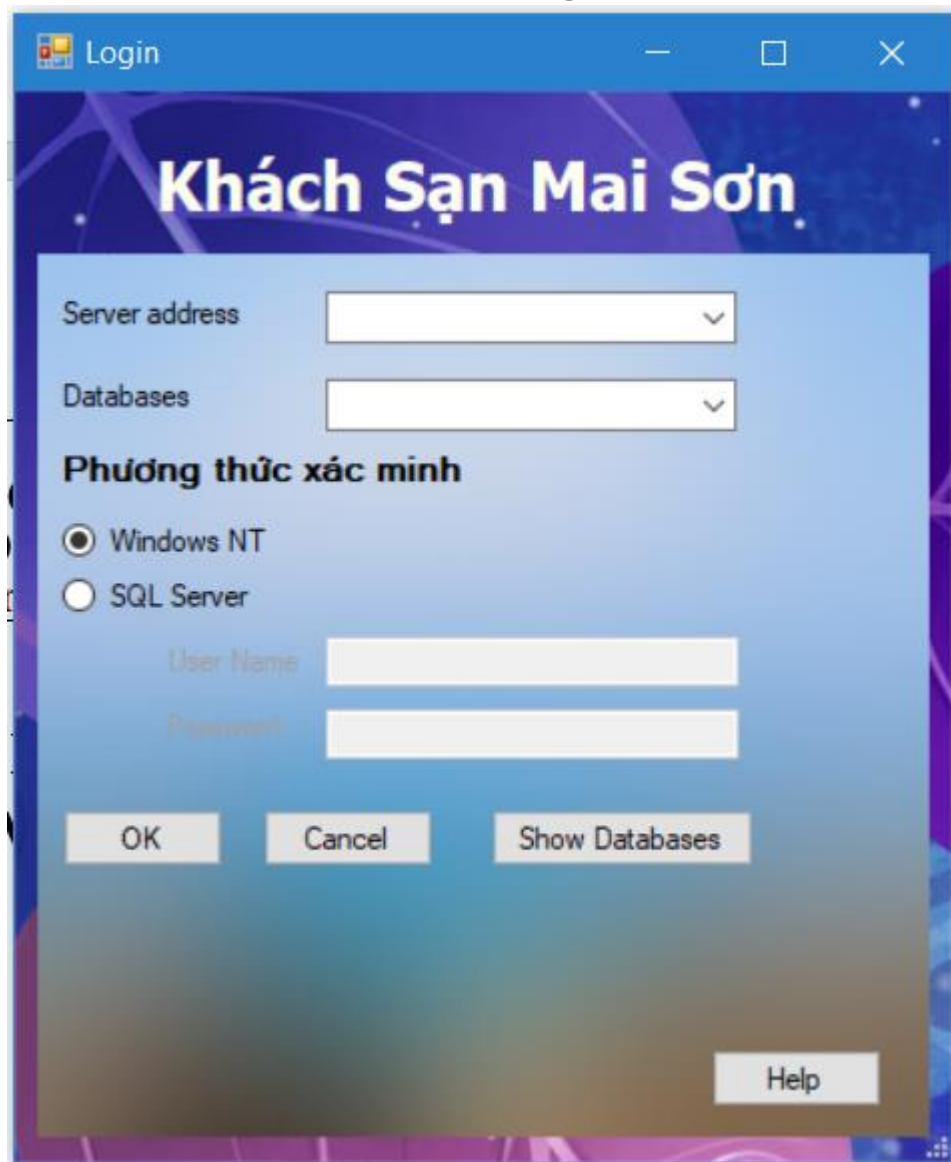 Login
Khách Sạn Mai Sơn
Server address
Databases
Phương thức xác minh
Windows NT
SQL Server
User Name
Password
OK Cancel Show Databases
Help